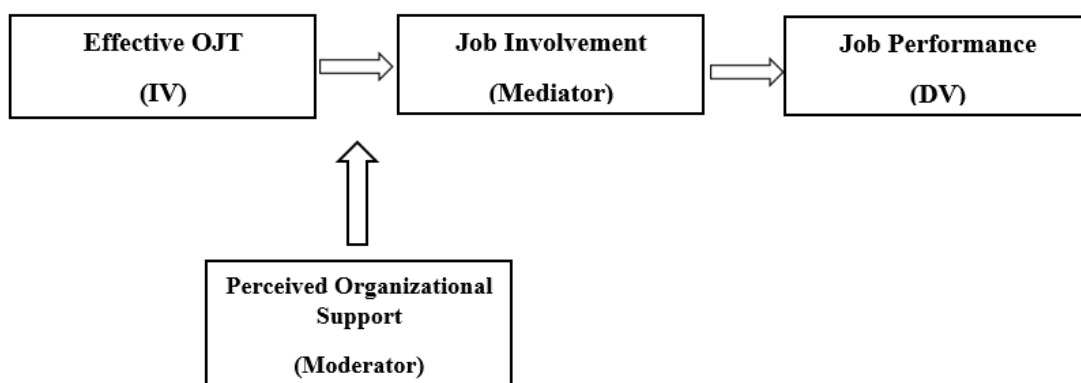 Effective OJT
(IV)
Job Involvement
(Mediator)
Job Performance
(DV)
Perceived Organizational
Support
(Moderator)